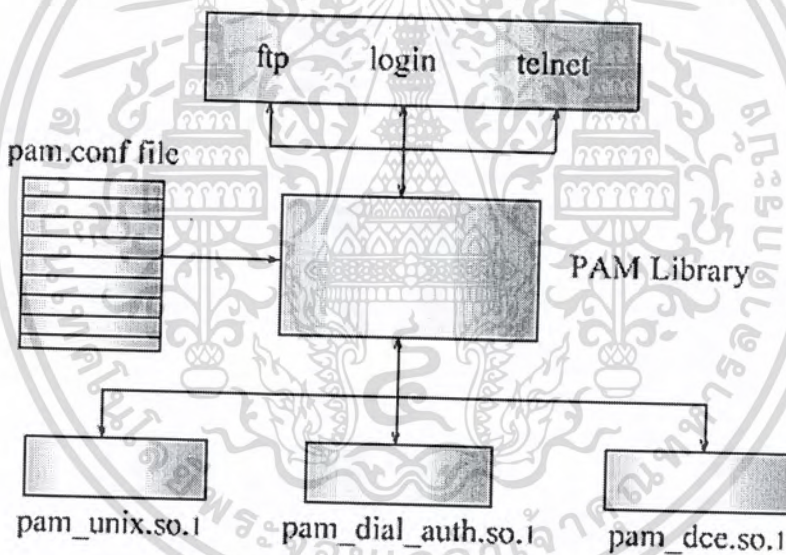 ftp login telnet
pam.conf file
PAM Library
pam_unix.so.1 pam_dial_auth.so.1 pam_dce.so.1